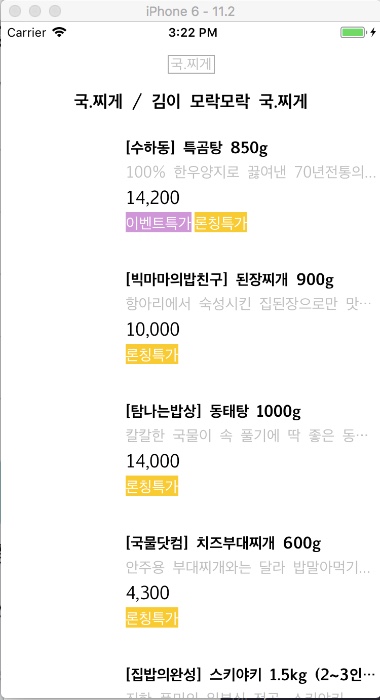 iPhone 6 - 11.2
Carrier 3:22 PM
국.찌게
국.찌게 / 김이 모락모락 국.찌게
[수하동] 특곰탕 850g
100% 한우양지로 끓여낸 70년전통의...
14,200
이벤트특가 론칭특가
[빅마마의밥친구] 된장찌개 900g
항아리에서 숙성시킨 집된장으로만 맛...
10,000
론칭특가
[탐나는밥상] 동태탕 1000g
칼칼한 국물이 속 풀기에 딱 좋은 동...
14,000
론칭특가
[국물닷컴] 치즈부대찌개 600g
안주용 부대찌개와는 달라 밥말아먹기...
4,300
론칭특가
[집밥의완성] 스키야키 1.5kg (2~3인...